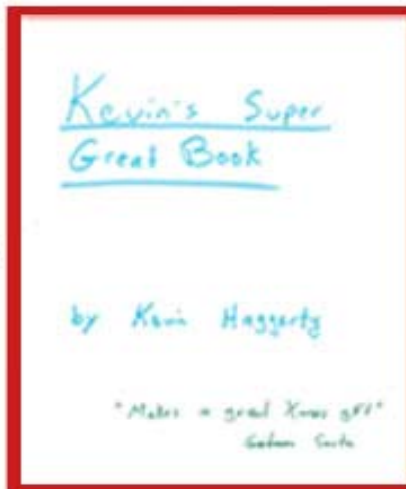 Kevin's Super
Great Book
by Kevin Haggerty
"Makes a great Xmas gift"